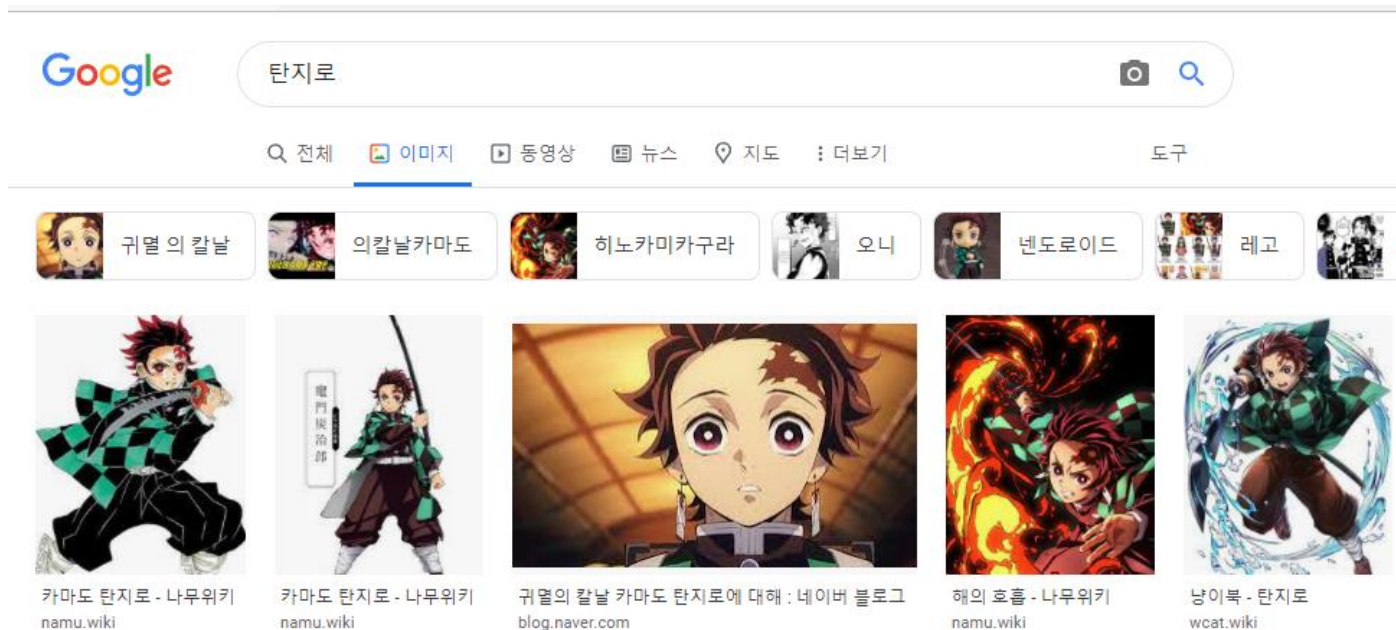 Google
탄지로
전체
이미지
동영상
뉴스
지도
더보기
도구
귀멸 의 칼날
의칼날카마도
히노카미카구라
오니
넨도로이드
레고
竈門炭治郎
카마도 탄지로 - 나무위키
namu.wiki
카마도 탄지로 - 나무위키
namu.wiki
귀멸의 칼날 카마도 탄지로에 대해 : 네이버 블로그
blog.naver.com
해의 호흡 - 나무위키
namu.wiki
냥이북 - 탄지로
wcat.wiki